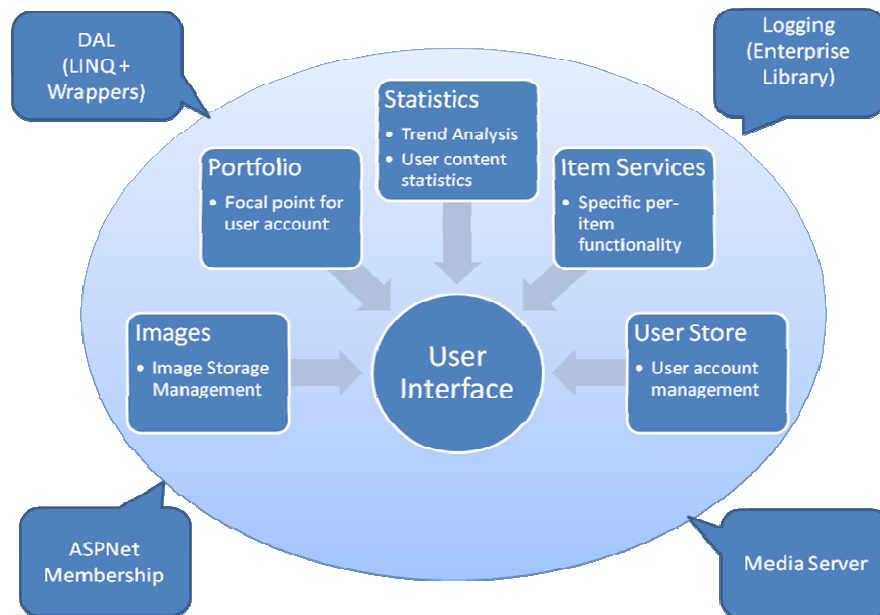 DAL
(LINQ +
Wrappers)
Logging
(Enterprise
Library)
Statistics
• Trend Analysis
• User content
statistics
Portfolio
• Focal point for
user account
Item Services
• Specific per-
item
functionality
Images
• Image Storage
Management
User
Interface
User Store
• User account
management
ASPNet
Membership
Media Server